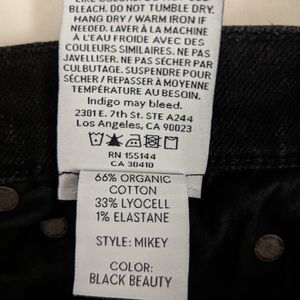 BLEACH. DO NOT TUMBLE DRY.
HANG DRY / WARM IRON IF
NEEDED. LAVER À LA MACHINE
À L'EAU FROIDE AVEC DES
COULEURS SIMILAIRES. NE PAS
JAVELLISER. NE PAS SÉCHER PAR
CULBUTAGE. SUSPENDRE POUR
SÉCHER / REPASSER À MOYENNE
TEMPÉRATURE AU BESOIN.
Indigo may bleed.
2301 E. 7th St. STE A244
Los Angeles, CA 90023
RN 155144
CA 30410
66% ORGANIC
COTTON
33% LYOCELL
1% ELASTANE
STYLE: MIKEY
COLOR:
BLACK BEAUTY